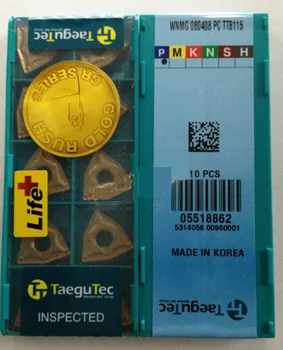 TaeguTec
GOLD RUSH
CR SERIES
Life+
TaeguTec
INSPECTED
WNMG 080408 PC TT8115
P M K N S H
10 PCS
05518862
5314056 00980001
MADE IN KOREA
TaeguTec